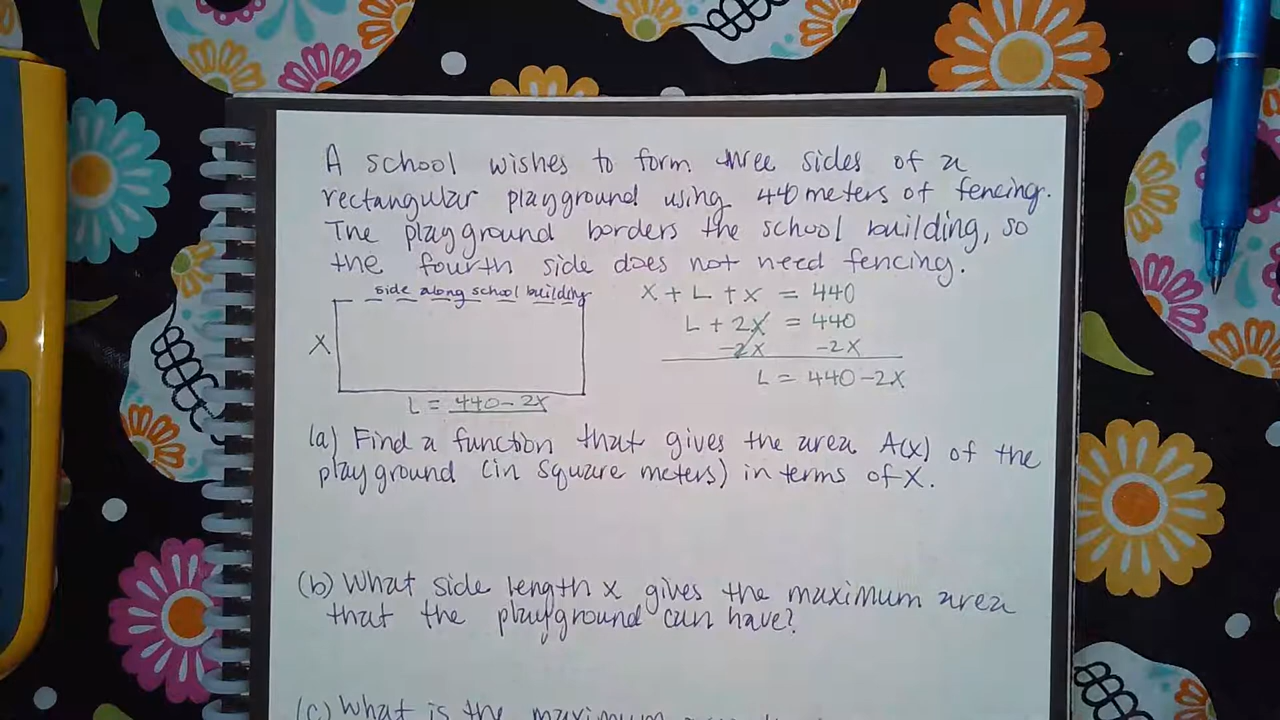 A school wishes to form three sides of a
rectangular playground using 440 meters of fencing.
The playground borders the school building, so
the fourth side does not need fencing.
side along school building
X
L = 440-2X
X + L + X = 440
L + 2X = 440
-2X -2X
L = 440-2X
(a) Find a function that gives the area A(X) of the
playground (in square meters) in terms of X.
(b) What side length X gives the maximum area
that the playground can have?
(c) What is the maximum